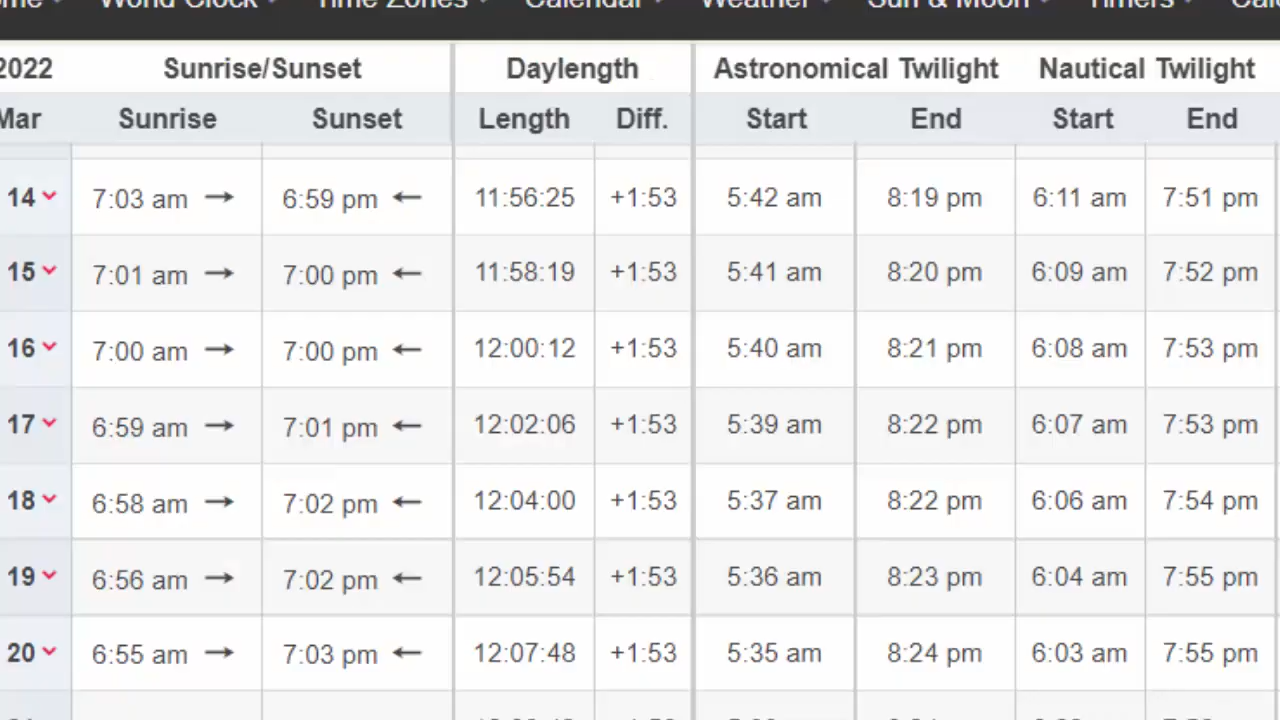 World Clock Time Zones Calendar Weather Sun & Moon Timers
2022 Sunrise/Sunset Daylength Astronomical Twilight Nautical Twilight
Mar Sunrise Sunset Length Diff. Start End Start End
14 7:03 am → 6:59 pm ← 11:56:25 +1:53 5:42 am 8:19 pm 6:11 am 7:51 pm
15 7:01 am → 7:00 pm ← 11:58:19 +1:53 5:41 am 8:20 pm 6:09 am 7:52 pm
16 7:00 am → 7:00 pm ← 12:00:12 +1:53 5:40 am 8:21 pm 6:08 am 7:53 pm
17 6:59 am → 7:01 pm ← 12:02:06 +1:53 5:39 am 8:22 pm 6:07 am 7:53 pm
18 6:58 am → 7:02 pm ← 12:04:00 +1:53 5:37 am 8:22 pm 6:06 am 7:54 pm
19 6:56 am → 7:02 pm ← 12:05:54 +1:53 5:36 am 8:23 pm 6:04 am 7:55 pm
20 6:55 am → 7:03 pm ← 12:07:48 +1:53 5:35 am 8:24 pm 6:03 am 7:55 pm